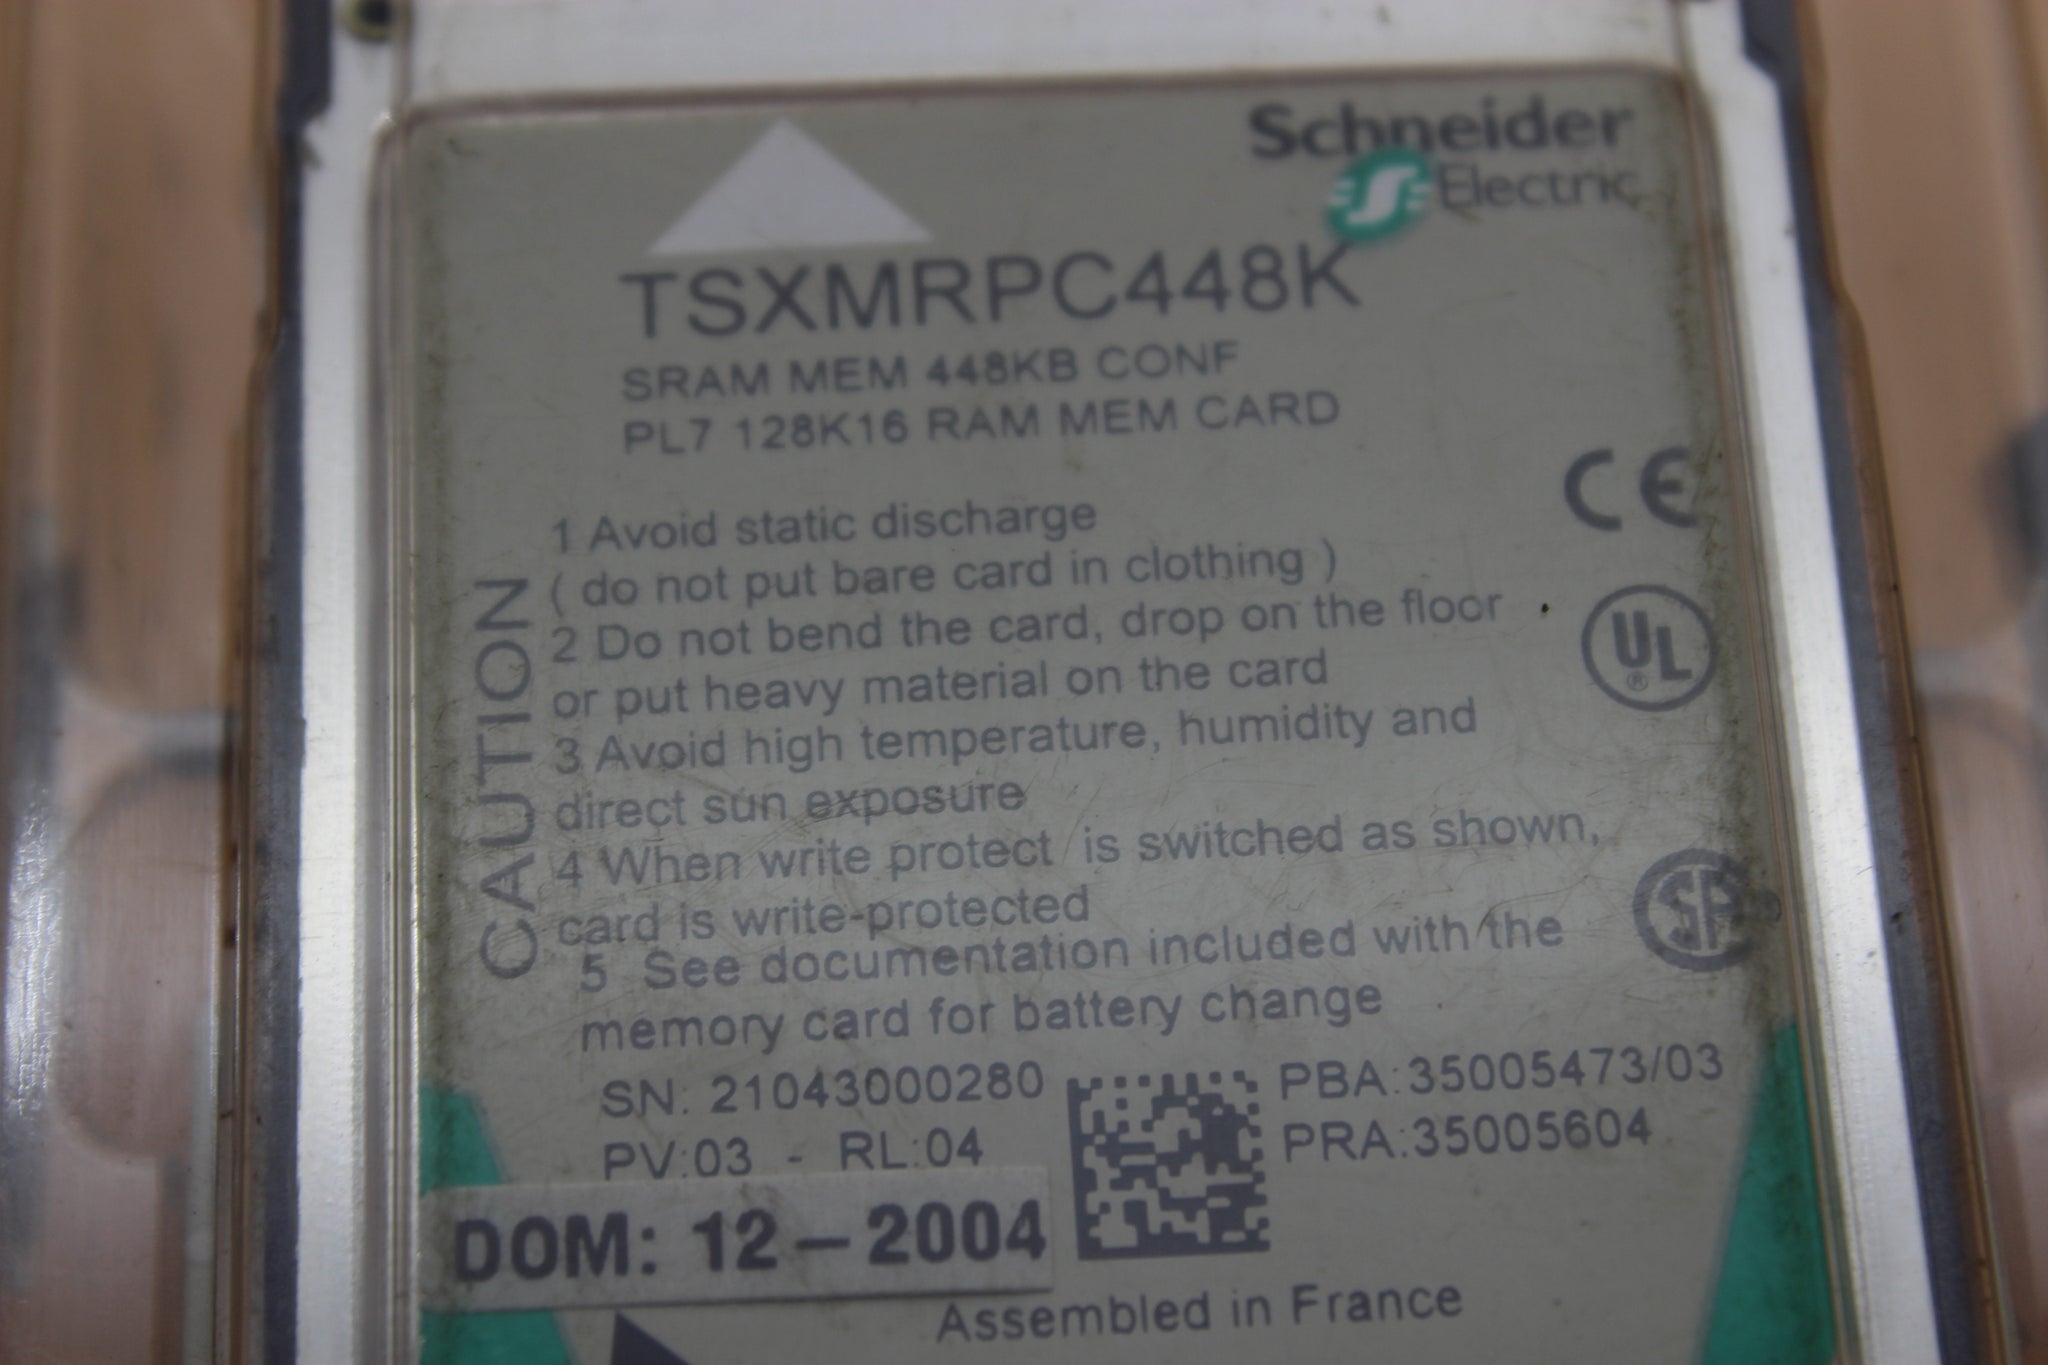 Schneider
Electric
TSXMRPC448K
SRAM MEM 448KB CONF
PL7 128K16 RAM MEM CARD
CAUTION
1 Avoid static discharge
( do not put bare card in clothing )
2 Do not bend the card, drop on the floor
or put heavy material on the card
3 Avoid high temperature, humidity and
direct sun exposure
4 When write protect is switched as shown,
card is write-protected
5 See documentation included with the
memory card for battery change
CE
UL
®
SN: 21043000280
PV:03 - RL:04
PBA:35005473/03
PRA:35005604
DOM: 12-2004
Assembled in France